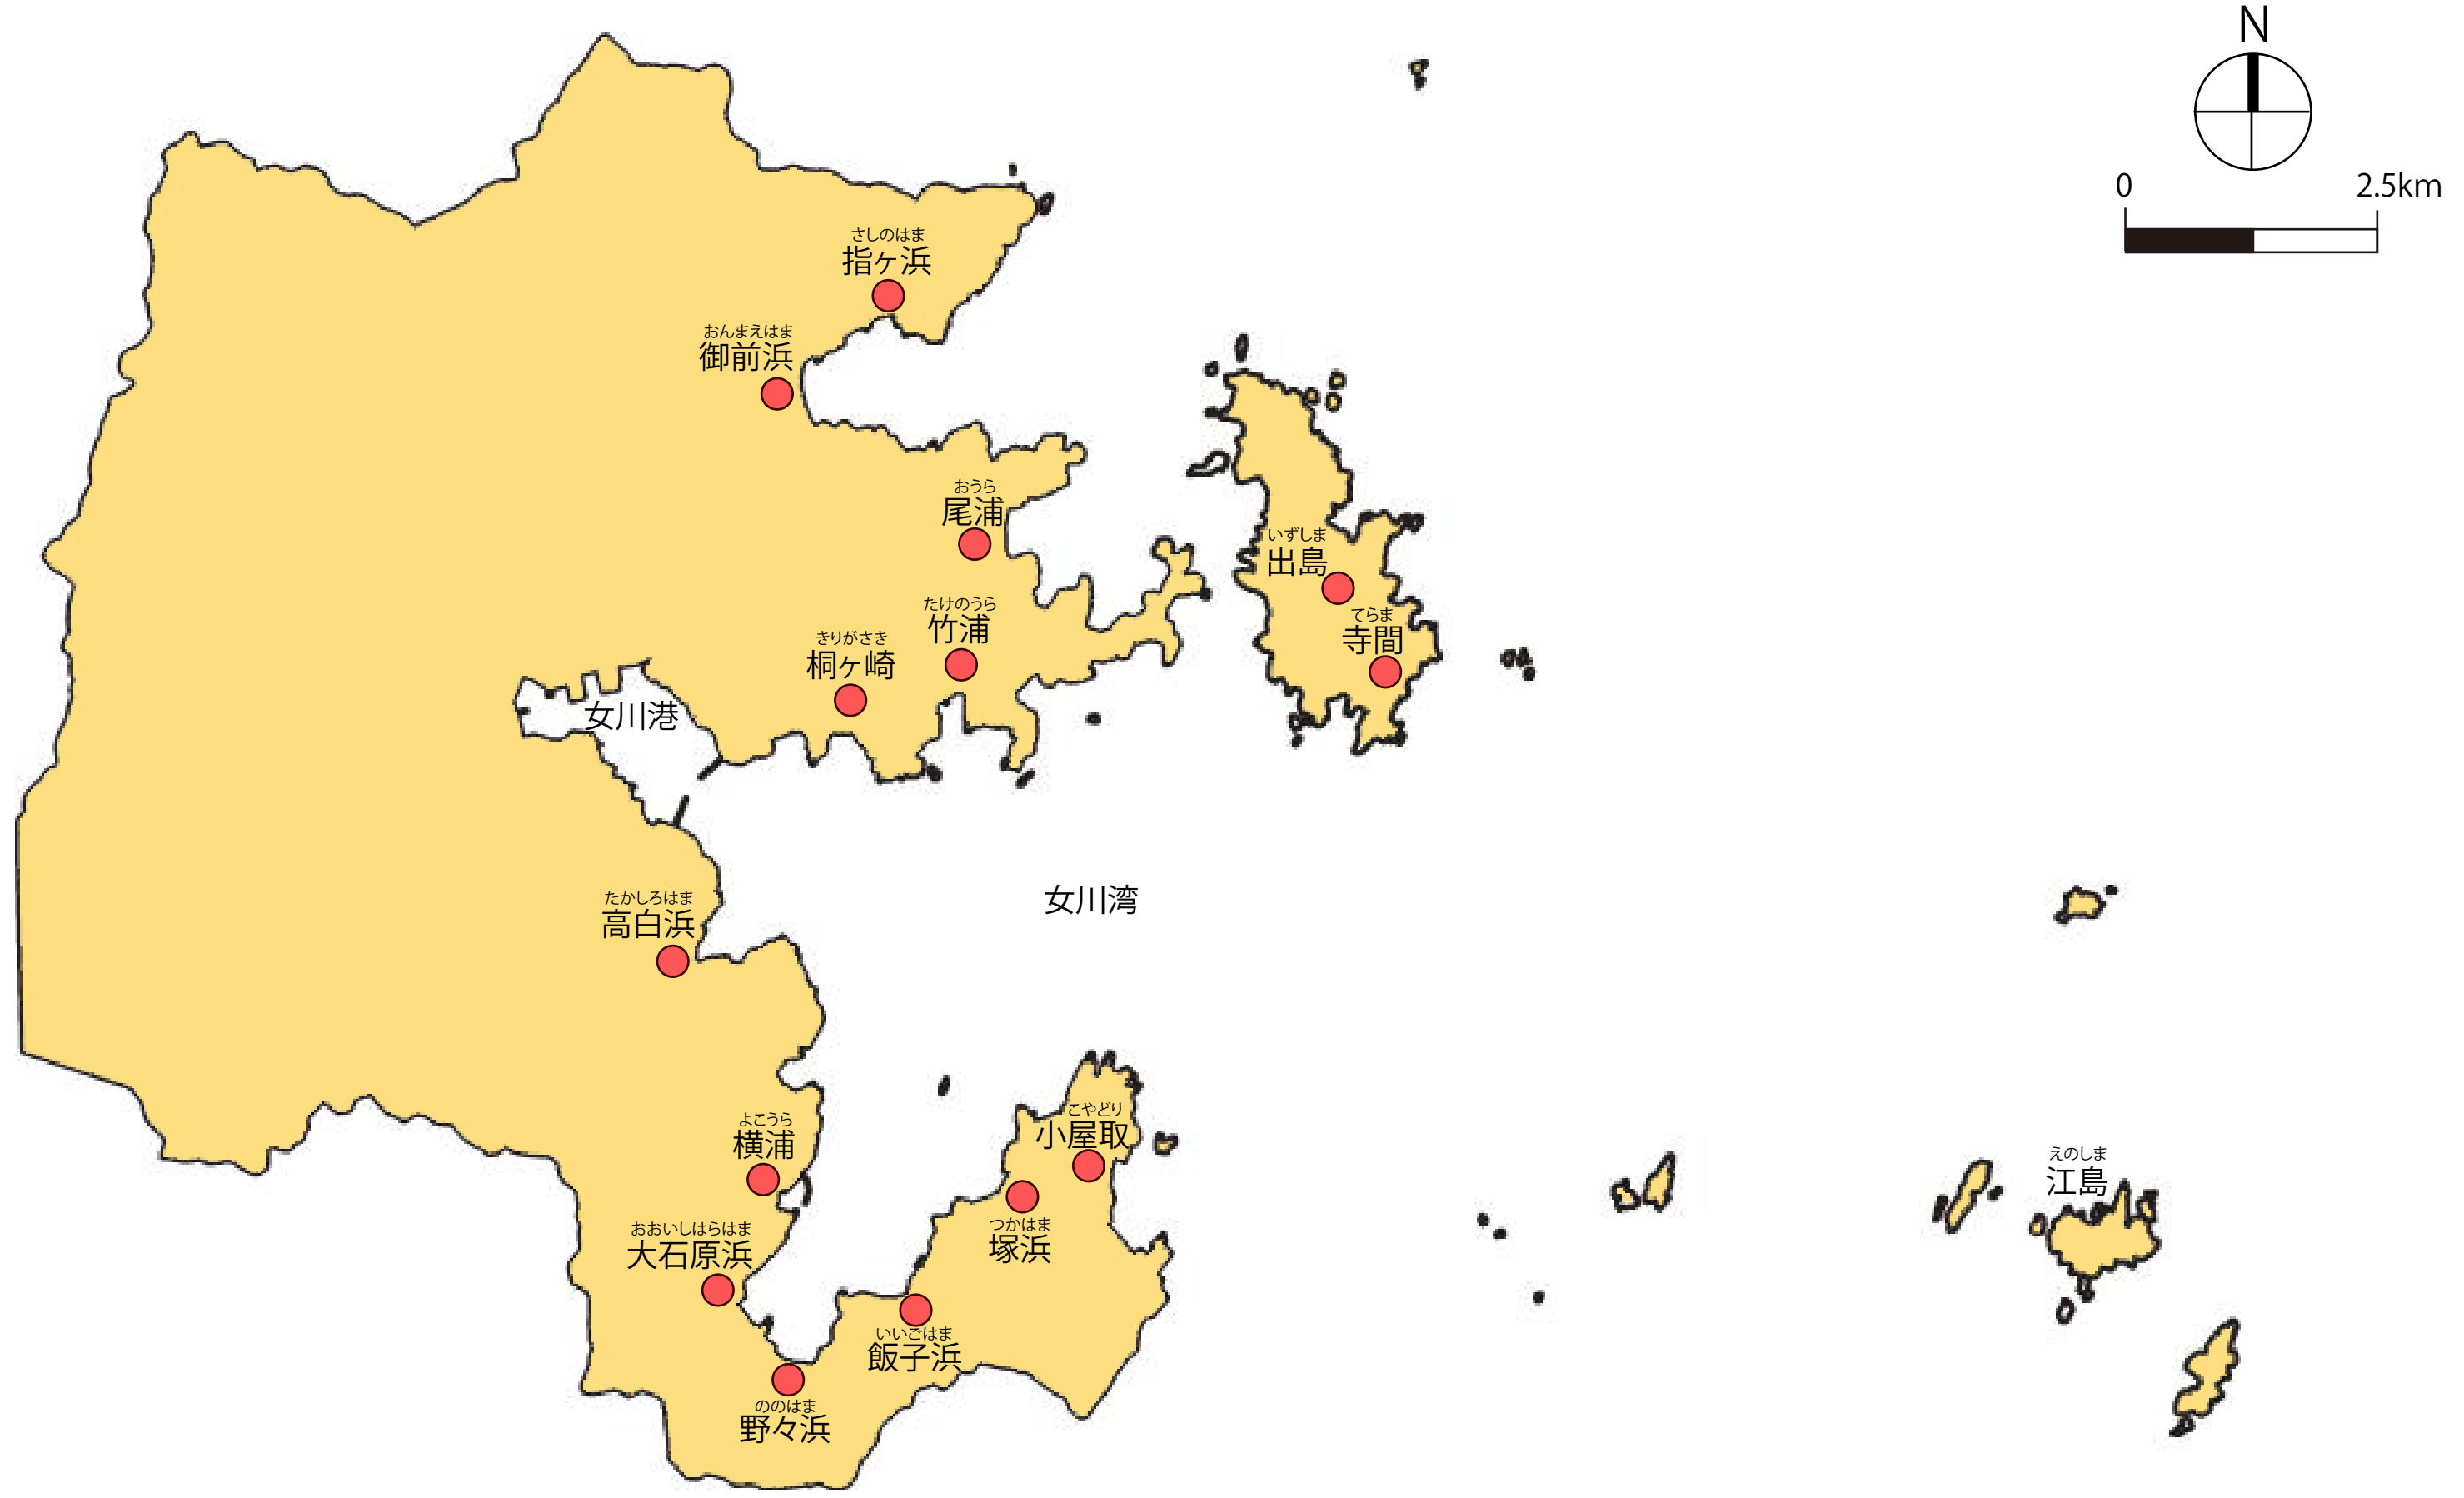 N
0
2.5km
さしのはま
指ヶ浜
おんまえはま
御前浜
おうら
尾浦
いずしま
出島
たけのうら
竹浦
てらま
寺間
きりがさき
桐ヶ崎
女川港
たかしろはま
高白浜
女川湾
こやどり
小屋取
よこうら
横浦
えのしま
江島
つかはま
塚浜
おおいしはらはま
大石原浜
いいごはま
飯子浜
ののはま
野々浜